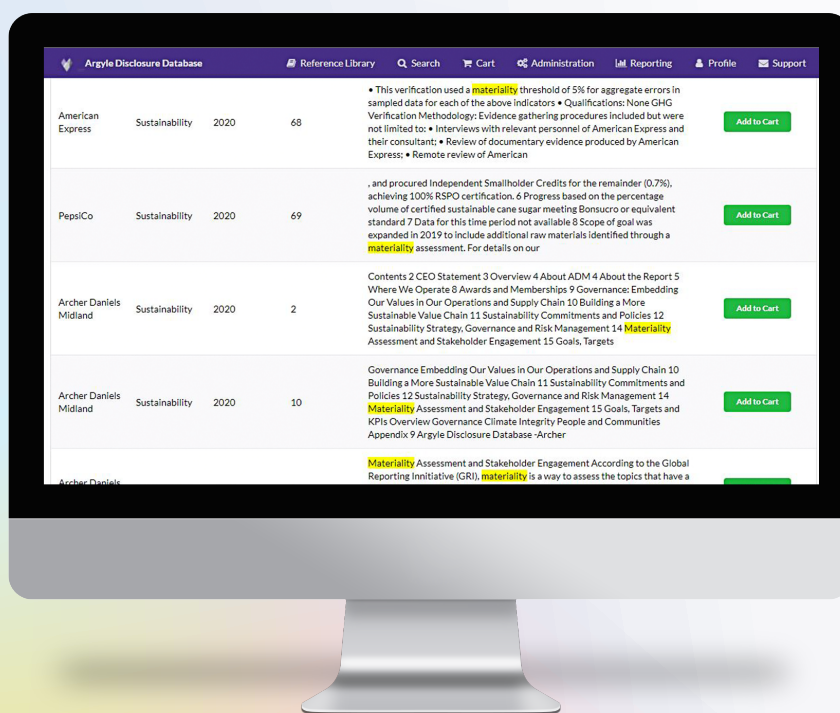 Argyle Disclosure Database Reference Library Search Cart Administration Reporting Profile Support
• This verification used a materiality threshold of 5% for aggregate errors in
sampled data for each of the above indicators • Qualifications: None GHG
Verification Methodology: Evidence gathering procedures included but were
not limited to: • Interviews with relevant personnel of American Express and
their consultant; • Review of documentary evidence produced by American
Express; • Remote review of American
American
Express
Sustainability
2020
68
Add to Cart
, and procured Independent Smallholder Credits for the remainder (0.7%),
achieving 100% RSPO certification. 6 Progress based on the percentage
volume of certified sustainable cane sugar meeting Bonsucro or equivalent
standard 7 Data for this time period not available 8 Scope of goal was
expanded in 2019 to include additional raw materials identified through a
materiality assessment. For details on our
PepsiCo
Sustainability
2020
69
Add to Cart
Contents 2 CEO Statement 3 Overview 4 About ADM 4 About the Report 5
Where We Operate 8 Awards and Memberships 9 Governance: Embedding
Our Values in Our Operations and Supply Chain 10 Building a More
Sustainable Value Chain 11 Sustainability Commitments and Policies 12
Sustainability Strategy, Governance and Risk Management 14 Materiality
Assessment and Stakeholder Engagement 15 Goals, Targets
Archer Daniels
Midland
Sustainability
2020
2
Add to Cart
Governance Embedding Our Values in Our Operations and Supply Chain 10
Building a More Sustainable Value Chain 11 Sustainability Commitments and
Policies 12 Sustainability Strategy, Governance and Risk Management 14
Materiality Assessment and Stakeholder Engagement 15 Goals, Targets and
KPIs Overview Governance Climate Integrity People and Communities
Appendix 9 Argyle Disclosure Database -Archer
Archer Daniels
Midland
Sustainability
2020
10
Add to Cart
Materiality Assessment and Stakeholder Engagement According to the Global
Reporting Innitiative (GRI), materiality is a way to assess the topics that have a
Archer Daniels